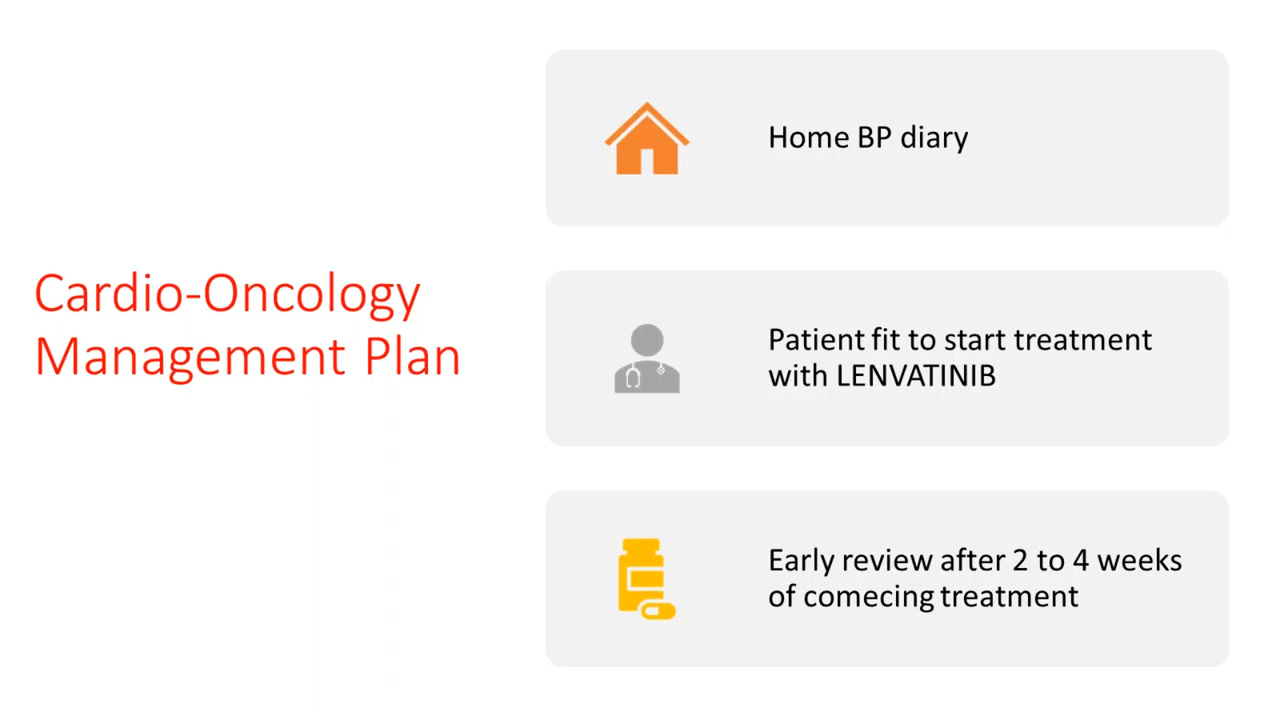 Cardio-Oncology
Management Plan
Home BP diary
Patient fit to start treatment
with LENVATINIB
Early review after 2 to 4 weeks
of comecing treatment